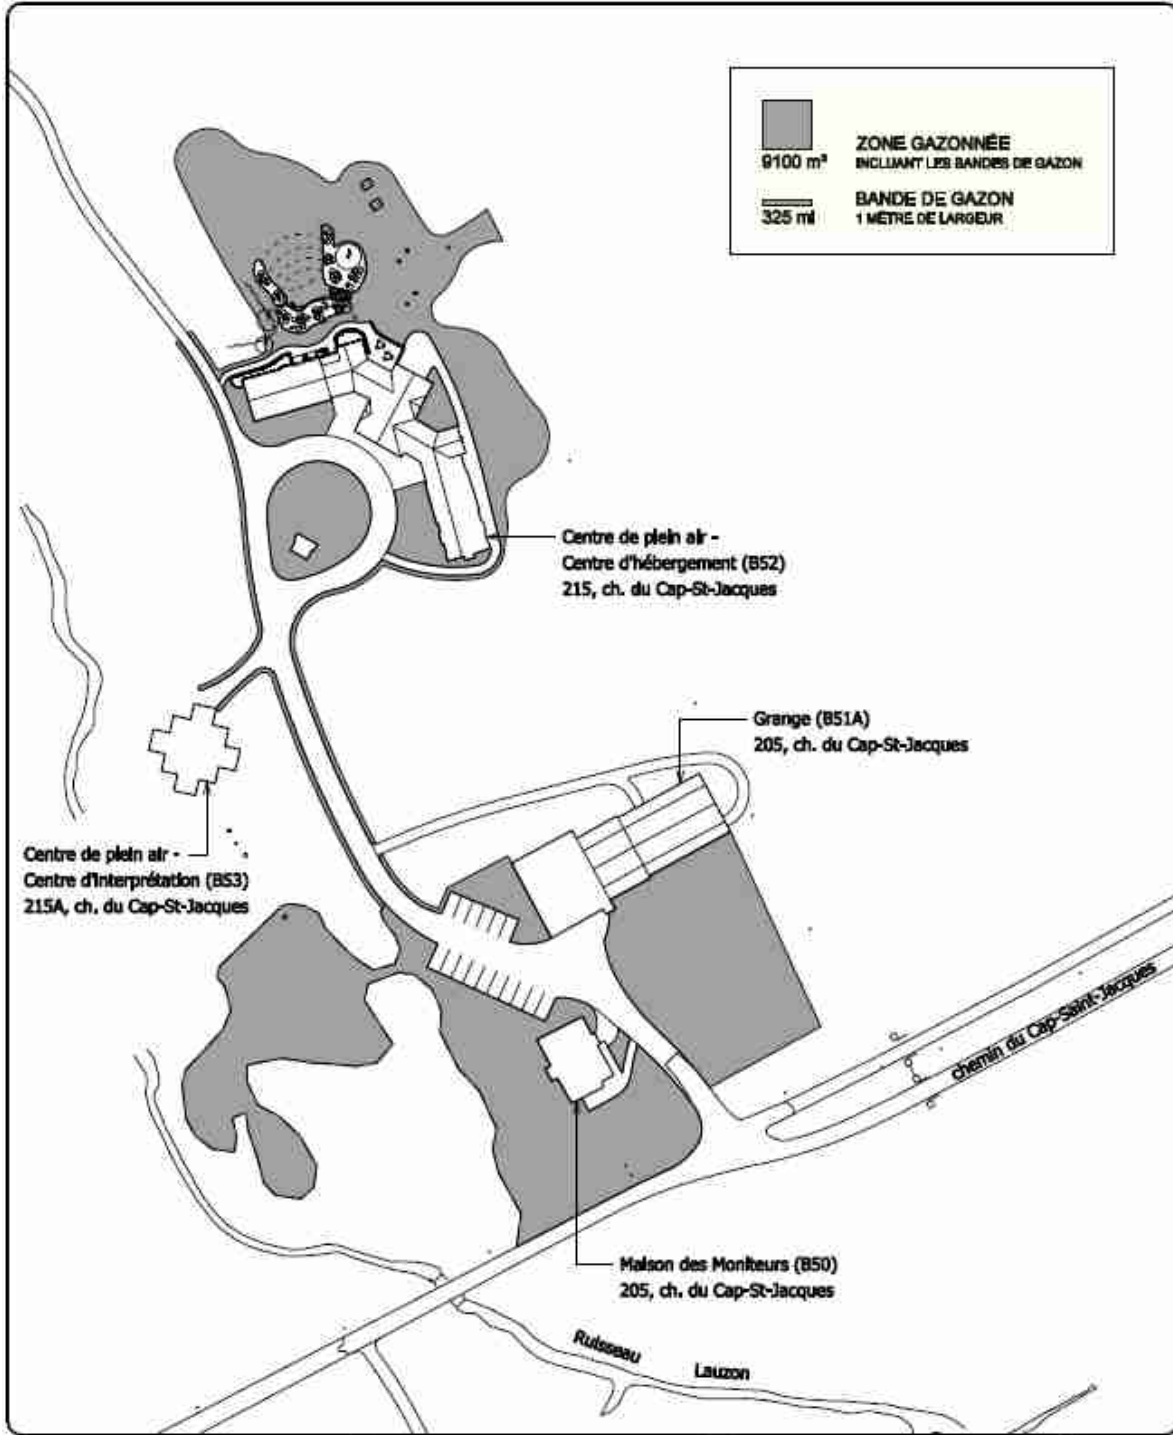 ZONE GAZONNÉE
9100 m²
INCLUANT LES BANDES DE GAZON
BANDE DE GAZON
325 ml
1 MÈTRE DE LARGEUR
Centre de plein air -
Centre d'hébergement (B52)
215, ch. du Cap-St-Jacques
Grange (B51A)
205, ch. du Cap-St-Jacques
Centre de plein air -
Centre d'interprétation (B53)
215A, ch. du Cap-St-Jacques
chemin du Cap-Saint-Jacques
Maison des Moniteurs (B50)
205, ch. du Cap-St-Jacques
Ruisseau Lauzon